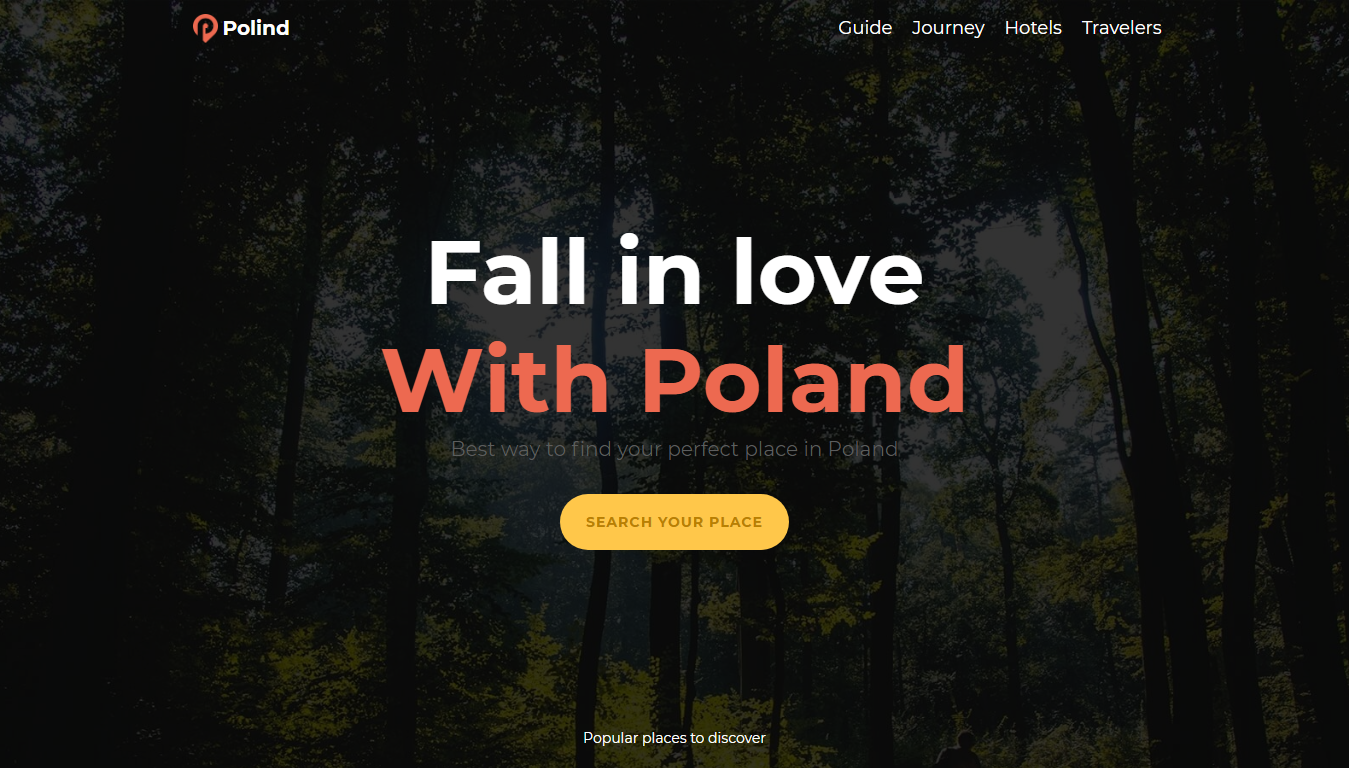 Polind
Guide Journey Hotels Travelers
Fall in love
With Poland
Best way to find your perfect place in Poland
SEARCH YOUR PLACE
Popular places to discover